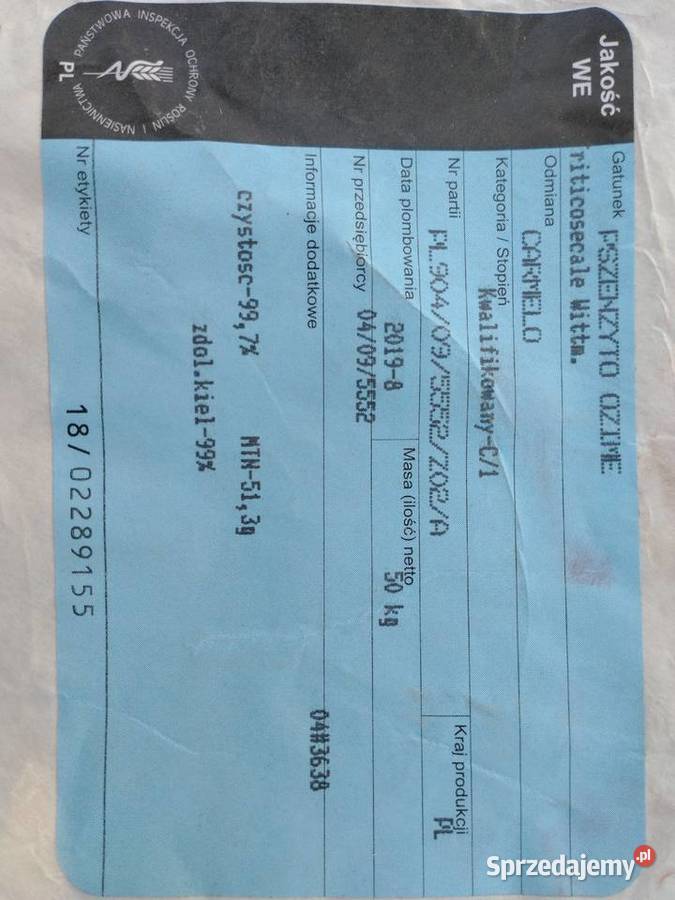 Jakość
WE
PAŃSTWOWA INSPEKCJA OCHRONY ROŚLIN I NASIENNICTWA
PL
Gatunek PSZENZYTO OZIME
riticosecale Wittm.
Odmiana CARMELO
Kategoria / Stopień Kwalifikowany-C/1
Nr partii PL904/09/5552/Z02/A
Kraj produkcji PL
Data plombowania 2019-8
Masa (ilość) netto 50 kg
Nr przedsiębiorcy 04/09/5552
Informacje dodatkowe 04#3638
czystosc-99,7% MTN-51,3g
zdol.kiel-99%
Nr etykiety 18/02289155
Sprzedajemy.pl